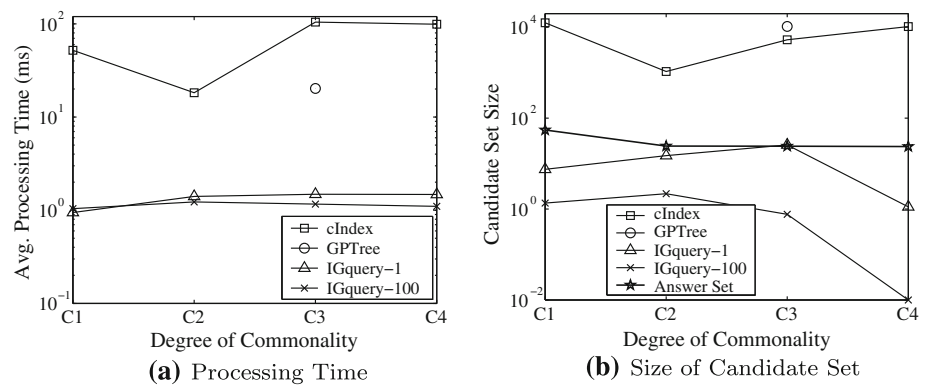 Avg. Processing Time (ms)
10^2
10^1
10^0
10^−1
C1 C2 C3 C4
cIndex
GPTree
IGquery−1
IGquery−100
Degree of Commonality
(a) Processing Time
Candidate Set Size
10^4
10^2
10^0
10^−2
C1 C2 C3 C4
cIndex
GPTree
IGquery−1
IGquery−100
Answer Set
Degree of Commonality
(b) Size of Candidate Set